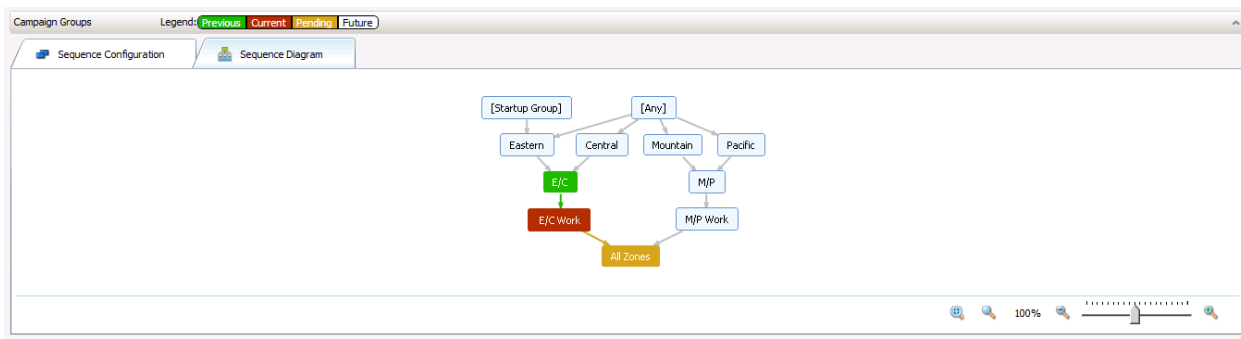 Campaign Groups Legend: Previous Current Pending Future
Sequence Configuration Sequence Diagram
[Startup Group] [Any]
Eastern Central Mountain Pacific
E/C M/P
E/C Work M/P Work
All Zones
100%